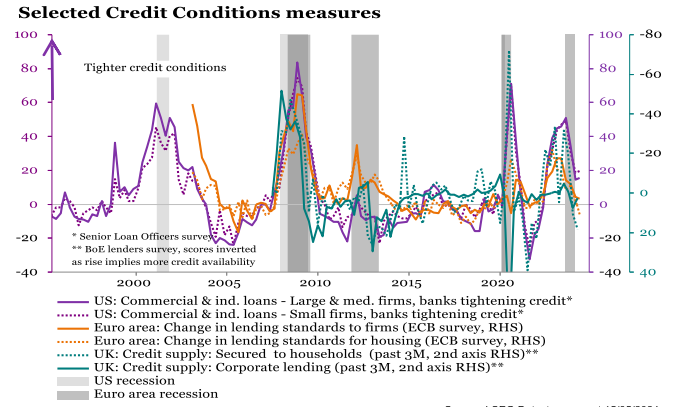 Selected Credit Conditions measures
100 100 -80
80 80 -60
Tighter credit conditions
60 60 -40
40 40 -20
20 20 0
0 0
-20 -20 20
-40 -40 40
* Senior Loan Officers survey
** BoE lenders survey, scores inverted
as rise implies more credit availability
2000 2005 2010 2015 2020
US: Commercial & ind. loans - Large & med. firms, banks tightening credit*
US: Commercial & ind. loans - Small firms, banks tightening credit*
Euro area: Change in lending standards to firms (ECB survey, RHS)
Euro area: Change in lending standards for housing (ECB survey, RHS)
UK: Credit supply: Secured to households (past 3M, 2nd axis RHS)**
UK: Credit supply: Corporate lending (past 3M, 2nd axis RHS)**
US recession
Euro area recession